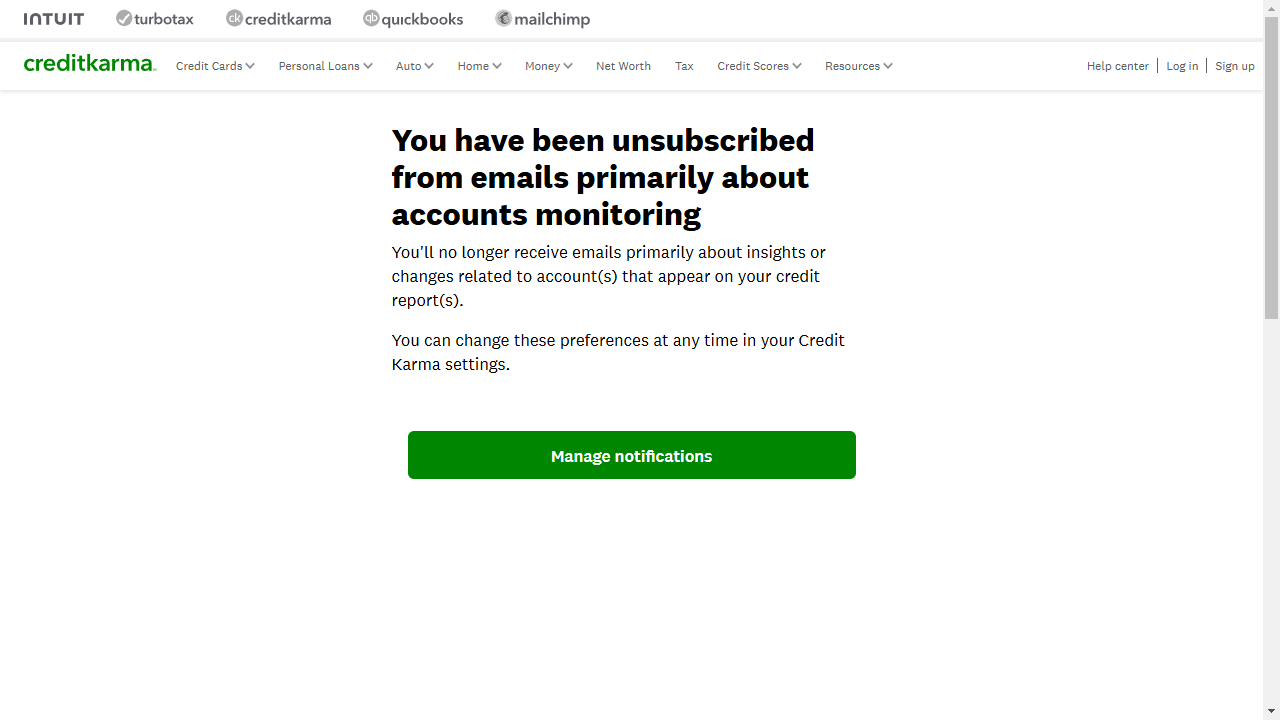 INTUIT turbotax creditkarma quickbooks mailchimp
creditkarma Credit Cards Personal Loans Auto Home Money Net Worth Tax Credit Scores Resources Help center Log in Sign up
You have been unsubscribed
from emails primarily about
accounts monitoring
You'll no longer receive emails primarily about insights or
changes related to account(s) that appear on your credit
report(s).
You can change these preferences at any time in your Credit
Karma settings.
Manage notifications